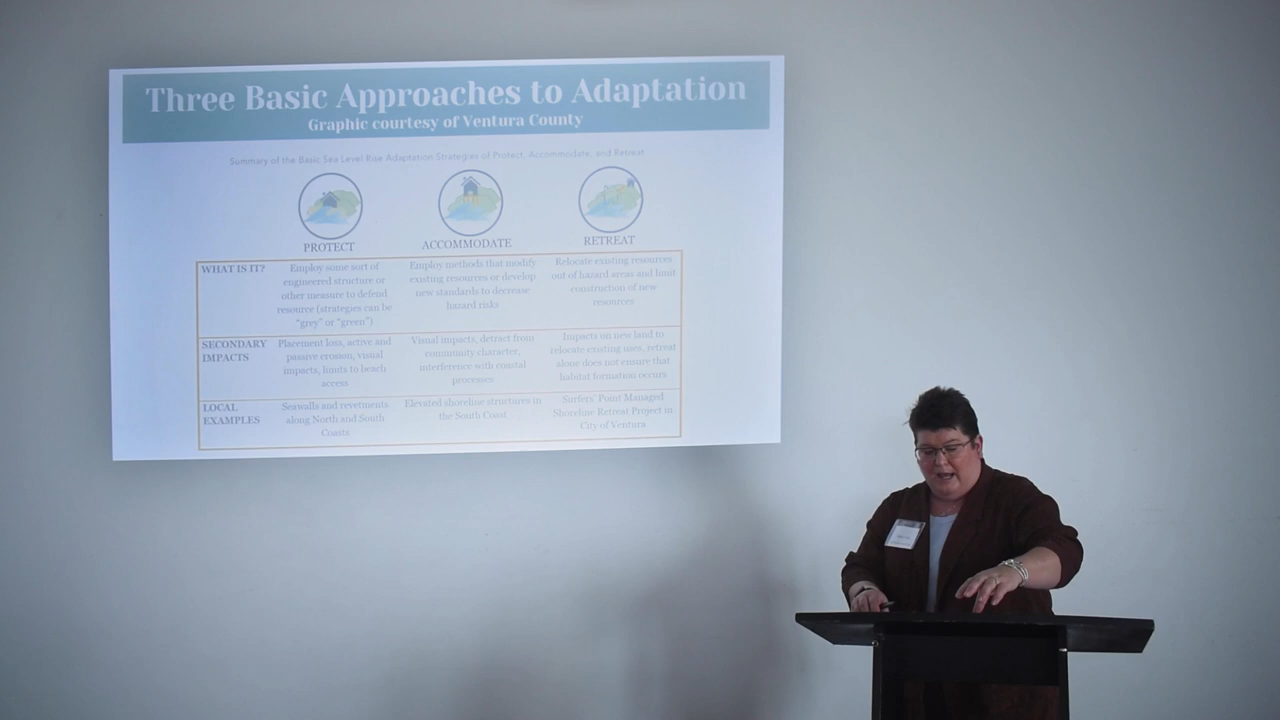 Three Basic Approaches to Adaptation
Graphic courtesy of Ventura County
Summary of the Basic Sea Level Rise Adaptation Strategies of Protect, Accommodate, and Retreat
PROTECT
ACCOMMODATE
RETREAT
WHAT IS IT?
Employ some sort of
engineered structure or
other measure to defend
resource (strategies can be
"grey" or "green")
Employ methods that modify
existing resources or develop
new standards to decrease
hazard risks
Relocate existing resources
out of hazard areas and limit
construction of new
resources
SECONDARY
IMPACTS
Placement loss, active and
passive erosion, visual
impacts, limits to beach
access
Visual impacts, detract from
community character,
interference with coastal
processes
Impacts on new land to
relocate existing uses, retreat
alone does not ensure that
habitat formation occurs
LOCAL
EXAMPLES
Seawalls and revetments
along North and South
Coasts
Elevated shoreline structures in
the South Coast
Surfers' Point Managed
Shoreline Retreat Project in
City of Ventura